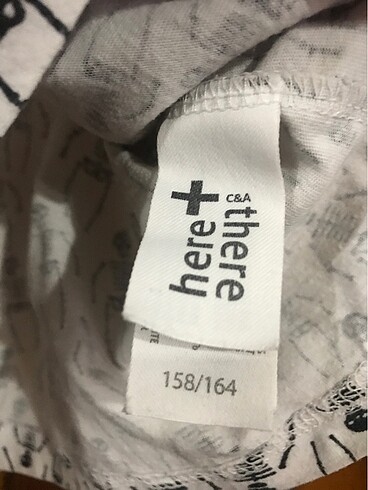 C&A
here + there
158/164